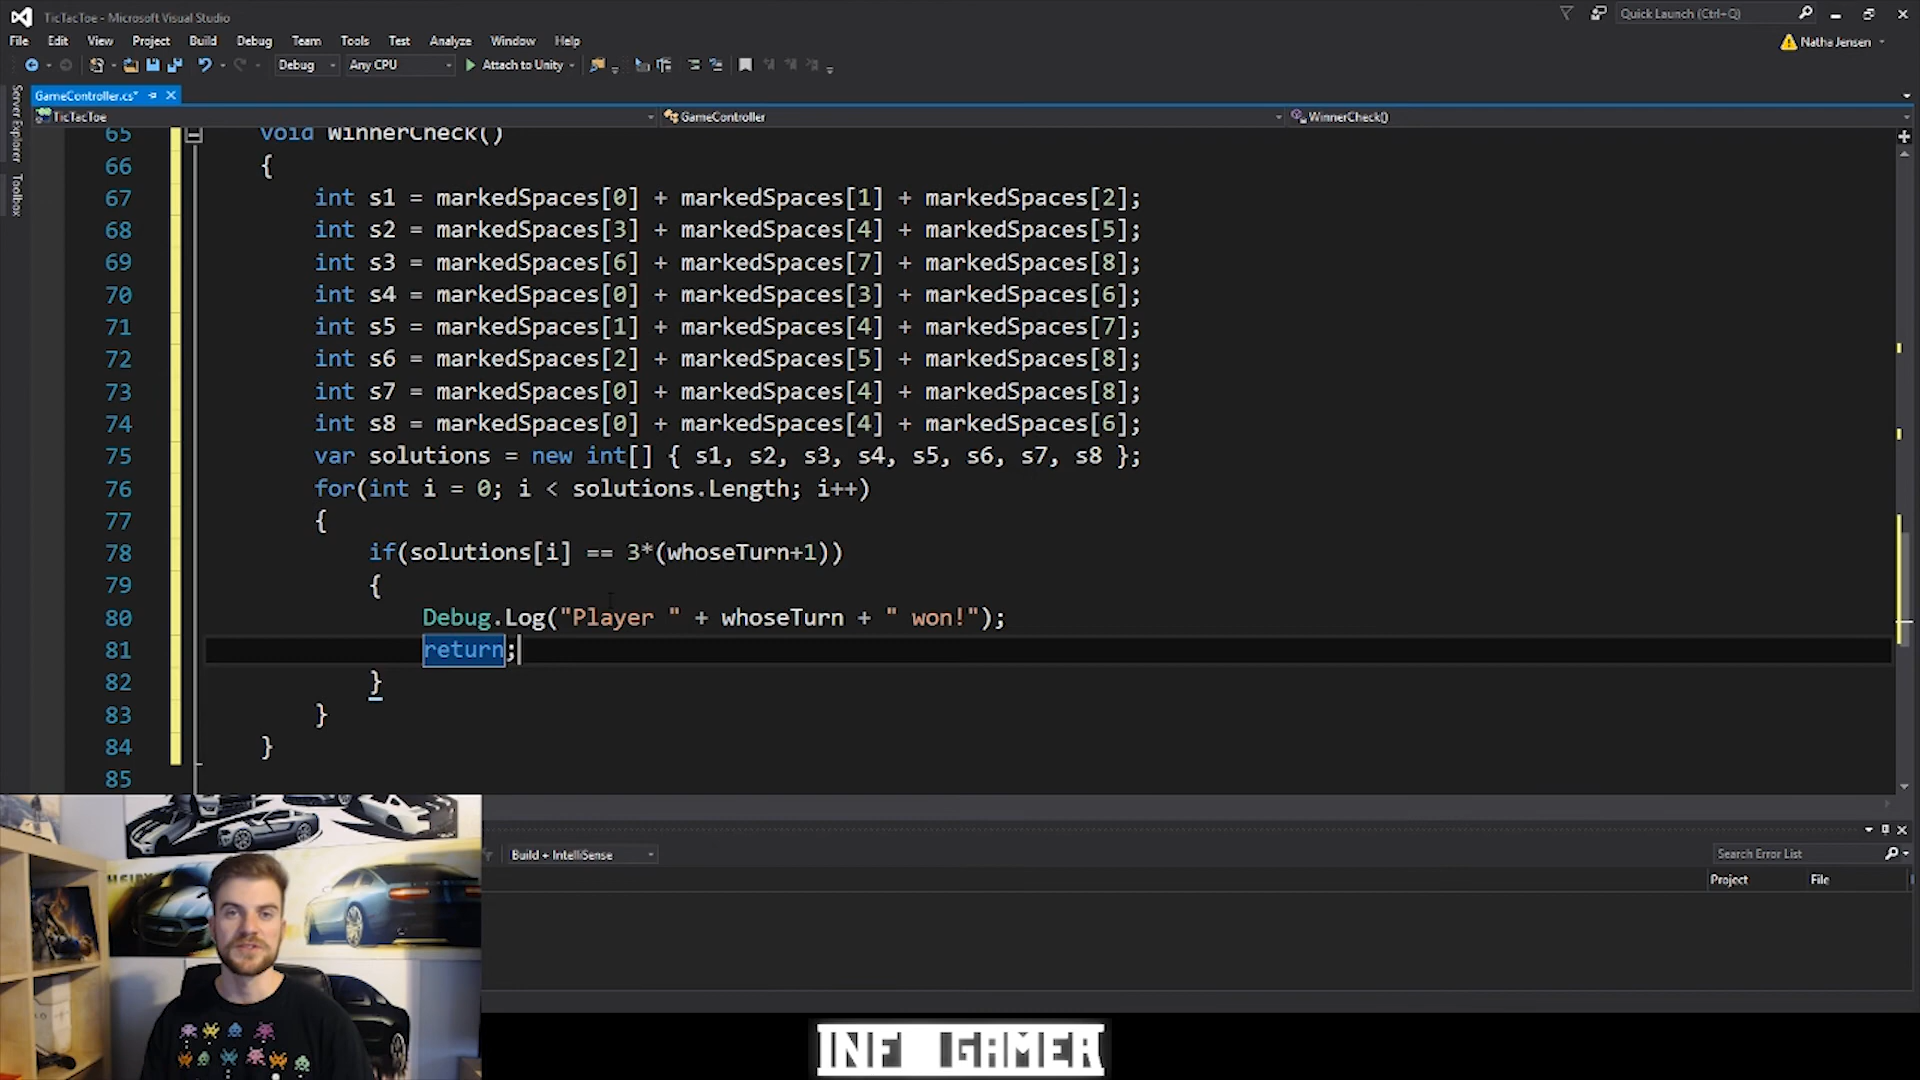 TicTacToe - Microsoft Visual Studio
Quick Launch (Ctrl+Q)
File Edit View Project Build Debug Team Tools Test Analyze Window Help
Natha Jensen
Debug Any CPU Attach to Unity
Server Explorer
Toolbox
GameController.cs*
TicTacToe GameController WinnerCheck()
65 void WinnerCheck()
66 {
67 int s1 = markedSpaces[0] + markedSpaces[1] + markedSpaces[2];
68 int s2 = markedSpaces[3] + markedSpaces[4] + markedSpaces[5];
69 int s3 = markedSpaces[6] + markedSpaces[7] + markedSpaces[8];
70 int s4 = markedSpaces[0] + markedSpaces[3] + markedSpaces[6];
71 int s5 = markedSpaces[1] + markedSpaces[4] + markedSpaces[7];
72 int s6 = markedSpaces[2] + markedSpaces[5] + markedSpaces[8];
73 int s7 = markedSpaces[0] + markedSpaces[4] + markedSpaces[8];
74 int s8 = markedSpaces[0] + markedSpaces[4] + markedSpaces[6];
75 var solutions = new int[] { s1, s2, s3, s4, s5, s6, s7, s8 };
76 for(int i = 0; i < solutions.Length; i++)
77 {
78 if(solutions[i] == 3*(whoseTurn+1))
79 {
80 Debug.Log("Player " + whoseTurn + " won!");
81 return;
82 }
83 }
84 }
85
Build + IntelliSense
Search Error List
Project File
INF GAMER